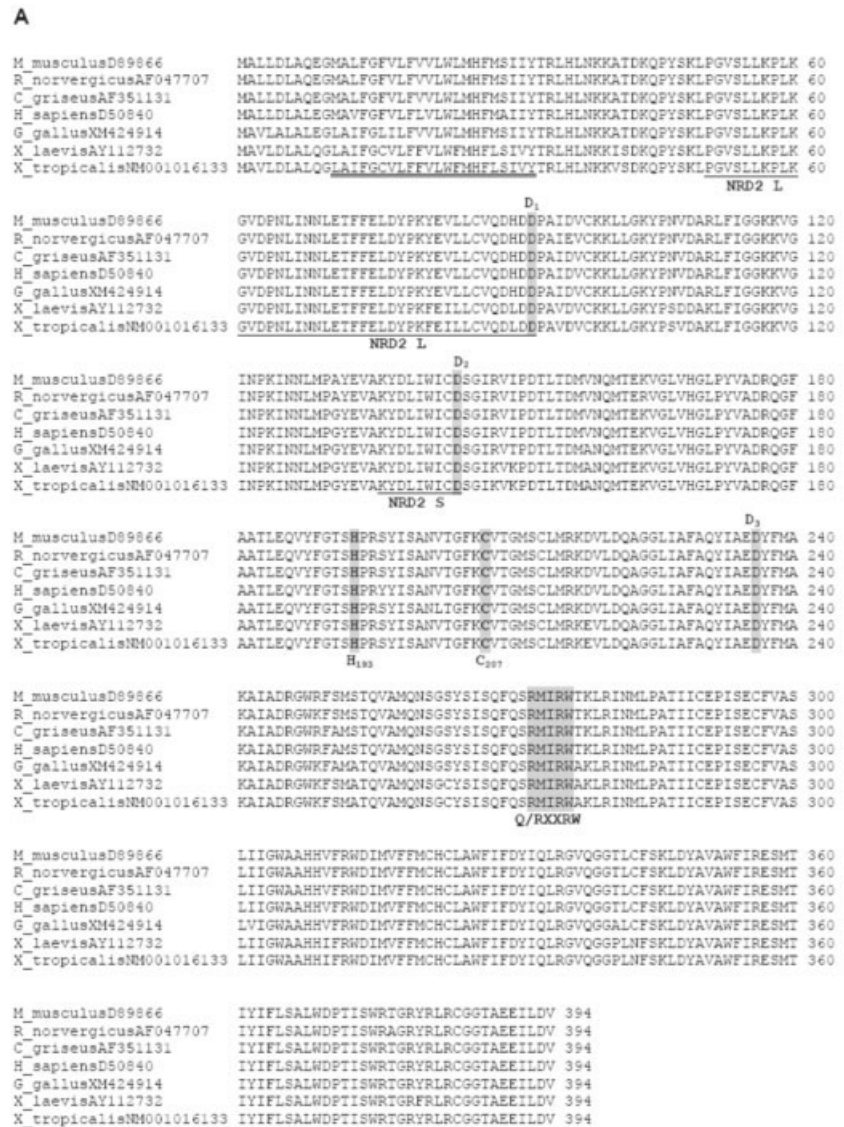 A
M_musculusD89866 MALLDLAQEGMALFGFVLFVVLWLMHFMSIIYTRLHLNKKATDKQPYSKLPGVSLLKPLK 60
R_norvergicusAF047707 MALLDLAQEGMALFGFVLFVVLWLMHFMSIIYTRLHLNKKATDKQPYSKLPGVSLLKPLK 60
C_griseusAF351131 MALLDLAQEGMALFGFVLFVVLWLMHFMSIIYTRLHLNKKATDKQPYSKLPGVSLLKPLK 60
H_sapiensD50840 MALLDLALEGMAVFGFVLFLVLWLMHFMAIIYTRLHLNKKATDKQPYSKLPGVSLLKPLK 60
G_gallusXM424914 MAVLALALEGLAIFGLILFVVLWLMHFMSIIYTRLHLNKKATDKQPYSKLPGVSLLKPLK 60
X_laevisAY112732 MAVLDLALQGLAIFGCVLFFVLWFMHFLSIVYTRLHLNKKISDKQPYSKLPGVSLLKPLK 60
X_tropicalisNM001016133 MAVLDLALQGLAIFGCVLFFVLWFMHFLSIVYTRLHLNKKVSDKQPYSKLPGVSLLKPLK 60
NRD2 L
D₁
M_musculusD89866 GVDPNLINNLETFFELDYPKYEVLLCVQDHDDPAIDVCKKLLGKYPNVDARLFIGGKKVG 120
R_norvergicusAF047707 GVDPNLINNLETFFELDYPKYEVLLCVQDHDDPAIEVCKKLLGKYPNVDARLFIGGKKVG 120
C_griseusAF351131 GVDPNLINNLETFFELDYPKYEVLLCVQDHDDPAIDVCKKLLGKYPNVDARLFIGGKKVG 120
H_sapiensD50840 GVDPNLINNLETFFELDYPKYEVLLCVQDHDDPAIDVCKKLLGKYPNVDARLFIGGKKVG 120
G_gallusXM424914 GVDPNLINNLETFFELDYPKYEVLLCVQDHDDPAIDVCKKLLGKYPNVDARLFIGGKKVG 120
X_laevisAY112732 GVDPNLINNLETFFELDYPKFEILLCVQDLDDPAVDVCKKLLGKYPSDDAKLFIGGKKVG 120
X_tropicalisNM001016133 GVDPNLINNLETFFELDYPKFEILLCVQDLDDPAVDVCKKLLGKYPSVDAKLFIGGKKVG 120
NRD2 L
D₂
M_musculusD89866 INPKINNLMPAYEVAKYDLIWICDSGIRVIPDTLTDMVNQMTEKVGLVHGLPYVADRQGF 180
R_norvergicusAF047707 INPKINNLMPAYEVAKYDLIWICDSGIRVIPDTLTDMVNQMTEKVGLVHGLPYVADRQGF 180
C_griseusAF351131 INPKINNLMPGYEVAKYDLIWICDSGIRVIPDTLTDMVNQMTEKVGLVHGLPYVADRQGF 180
H_sapiensD50840 INPKINNLMPGYEVAKYDLIWICDSGIRVIPDTLTDMVNQMTEKVGLVHGLPYVADRQGF 180
G_gallusXM424914 INPKINNLMPGYEVAKYDLIWICDSGIRVTPDTLTDMANQMTEKVGLVHGLPYVADRQGF 180
X_laevisAY112732 INPKINNLMPGYEVAKYDLIWICDSGIKVKPDTLTDMANQMTEKVGLVHGLPYVADRQGF 180
X_tropicalisNM001016133 INPKINNLMPGYEVAKYDLIWICDSGIKVKPDTLTDMANQMTEKVGLVHGLPYVADRQGF 180
NRD2 S
D₃
M_musculusD89866 AATLEQVYFGTSHPRSYISANVTGFKCVTGMSCLMRKDVLDQAGGLIAFAQYIAEDYFMA 240
R_norvergicusAF047707 AATLEQVYFGTSHPRSYISANVTGFKCVTGMSCLMRKDVLDQAGGLIAFAQYIAEDYFMA 240
C_griseusAF351131 AATLEQVYFGTSHPRSYISANVTGFKCVTGMSCLMRKDVLDQAGGLIAFAQYIAEDYFMA 240
H_sapiensD50840 AATLEQVYFGTSHPRYYISANVTGFKCVTGMSCLMRKDVLDQAGGLIAFAQYIAEDYFMA 240
G_gallusXM424914 AATLEQVYFGTSHPRSYISANLTGFKCVTGMSCLMRKDVLDQAGGLIAFAQYIAEDYFMA 240
X_laevisAY112732 AATLEQVYFGTSHPRSYISANVTGFKCVTGMSCLMRKEVLDQAGGLIAFAQYIAEDYFMA 240
X_tropicalisNM001016133 AATLEQVYFGTSHPRSYISANVTGFKCVTGMSCLMRKEVLDQAGGLIAFAQYIAEDYFMA 240
H₁₉₃ C₂₀₇
M_musculusD89866 KAIADRGWRFSMSTQVAMQNSGSYSISQFQSRMIRWTKLRINMLPATIICEPISECFVAS 300
R_norvergicusAF047707 KAIADRGWKFSMSTQVAMQNSGSYSISQFQSRMIRWTKLRINMLPATIICEPISECFVAS 300
C_griseusAF351131 KAIADRGWRFSMSTQVAMQNSGSYSISQFQSRMIRWTKLRINMLPATIICEPISECFVAS 300
H_sapiensD50840 KAIADRGWRFAMSTQVAMQNSGSYSISQFQSRMIRWTKLRINMLPATIICEPISECFVAS 300
G_gallusXM424914 KAIADRGWKFAMATQVAMQNSGSYSISQFQSRMIRWAKLRINMLPATIICEPISECFVAS 300
X_laevisAY112732 KAIADRGWKFSMATQVAMQNSGCYSISQFQSRMIRWAKLRINMLPATIICEPISECFVAS 300
X_tropicalisNM001016133 KAIADRGWKFSMATQVAMQNSGSYSISQFQSRMIRWAKLRINMLPATIICEPISECFVAS 300
Q/RXXRW
M_musculusD89866 LIIGWAAHHVFRWDIMVFFMCHCLAWFIFDYIQLRGVQGGTLCFSKLDYAVAWFIRESMT 360
R_norvergicusAF047707 LIIGWAAHHVFRWDIMVFFMCHCLAWFIFDYIQLRGVQGGTLCFSKLDYAVAWFIRESMT 360
C_griseusAF351131 LIIGWAAHHVFRWDIMVFFMCHCLAWFIFDYIQLRGVQGGTLCFSKLDYAVAWFIRESMT 360
H_sapiensD50840 LIIGWAAHHVFRWDIMVFFMCHCLAWFIFDYIQLRGVQGGTLCFSKLDYAVAWFIRESMT 360
G_gallusXM424914 LVIGWAAHHVFRWDIMVFFMCHCLAWFIFDYIQLRGVQGGALCFSKLDYAVAWFIRESMT 360
X_laevisAY112732 LIIGWAAHHIFRWDIMVFFMCHCLAWFIFDYIQLRGVQGGPLNFSKLDYAVAWFIRESMT 360
X_tropicalisNM001016133 LIIGWAAHHIFRWDIMVFFMCHCLAWFIFDYIQLRGVQGGPLNFSKLDYAVAWFIRESMT 360
M_musculusD89866 IYIFLSALWDPTISWRTGRYRLRCGGTAEEILDV 394
R_norvergicusAF047707 IYIFLSALWDPTISWRAGRYRLRCGGTAEEILDV 394
C_griseusAF351131 IYIFLSALWDPTISWRTGRYRLRCGGTAEEILDV 394
H_sapiensD50840 IYIFLSALWDPTISWRTGRYRLRCGGTAEEILDV 394
G_gallusXM424914 IYIFLSALWDPTISWRTGRYRLRCGGTAEEILDV 394
X_laevisAY112732 IYIFLSALWDPTISWRTGRFRLRCGGTAEEILDV 394
X_tropicalisNM001016133 IYIFLSALWDPTISWRTGRYRLRCGGTAEEILDV 394